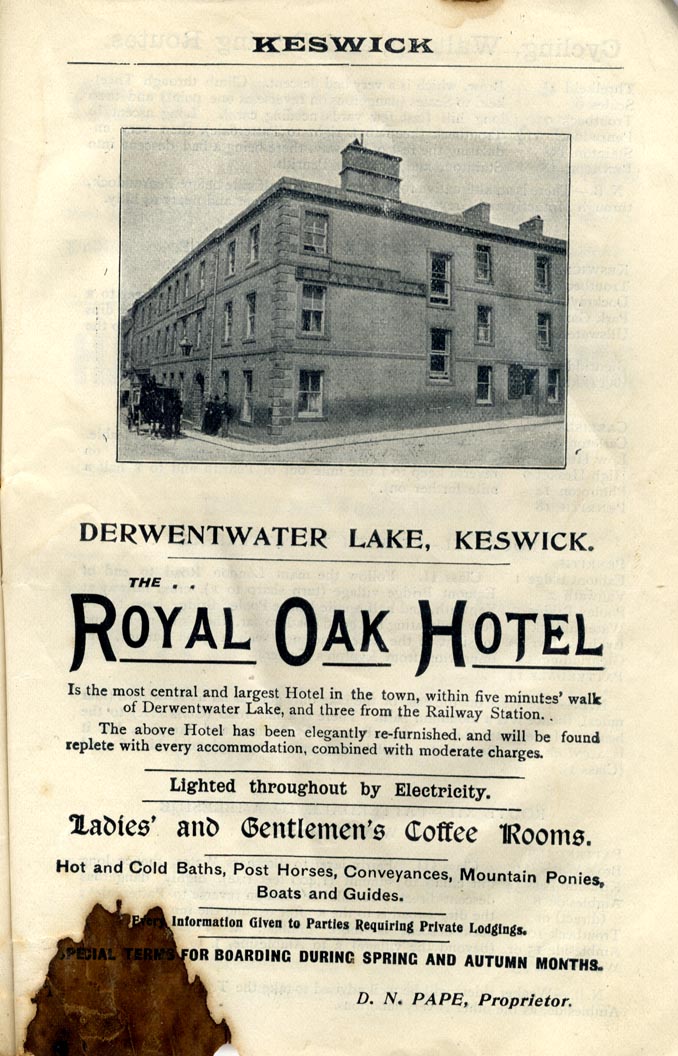 KESWICK
DERWENTWATER LAKE, KESWICK.
THE . .
ROYAL OAK HOTEL
Is the most central and largest Hotel in the town, within five minutes' walk
of Derwentwater Lake, and three from the Railway Station. .
The above Hotel has been elegantly re-furnished, and will be found
replete with every accommodation, combined with moderate charges.
Lighted throughout by Electricity.
Ladies' and Gentlemen's Coffee Rooms.
Hot and Cold Baths, Post Horses, Conveyances, Mountain Ponies,
Boats and Guides.
Every Information Given to Parties Requiring Private Lodgings.
SPECIAL TERMS FOR BOARDING DURING SPRING AND AUTUMN MONTHS.
D. N. PAPE, Proprietor.